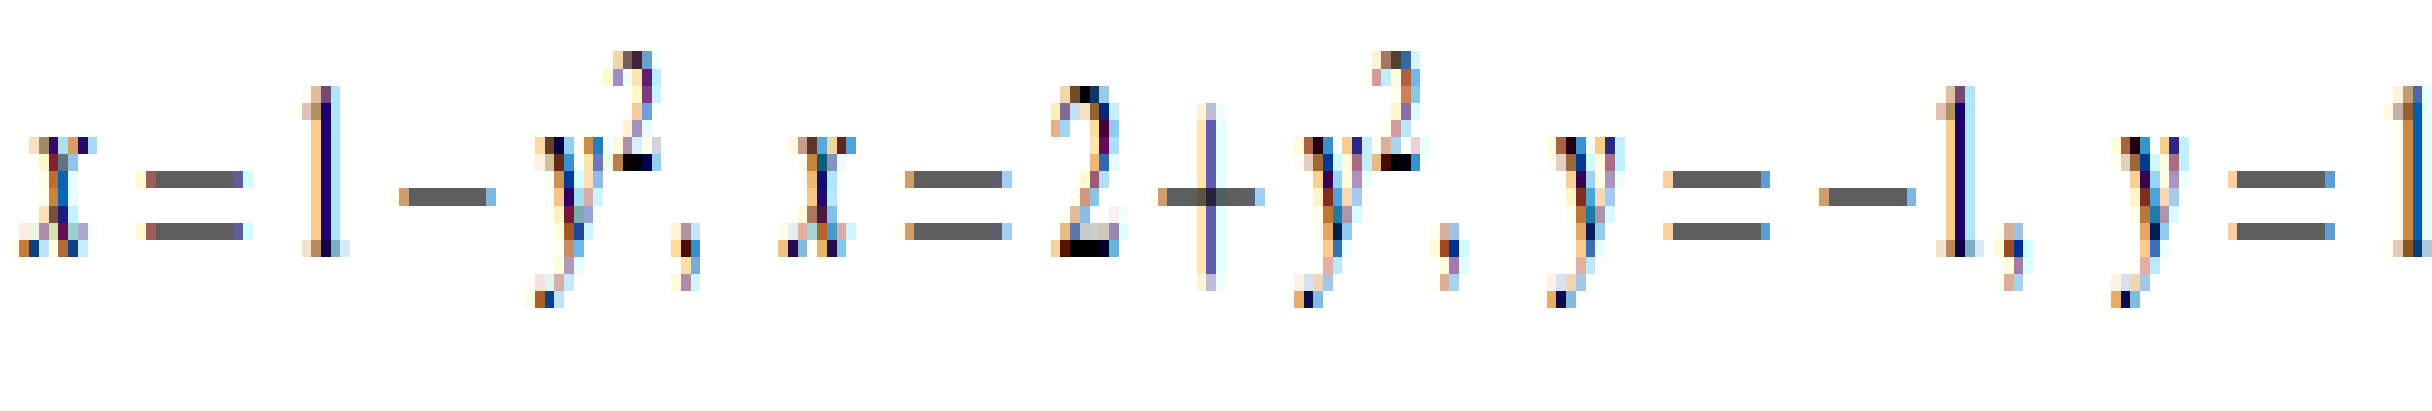 x = 1 − y², x = 2 + y², y = −1, y = 1